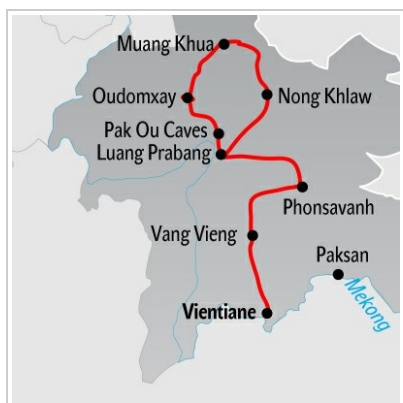 Muang Khua
Oudomxay
Nong Khlaw
Pak Ou Caves
Luang Prabang
Phonsavanh
Vang Vieng
Paksan
Mekong
Vientiane